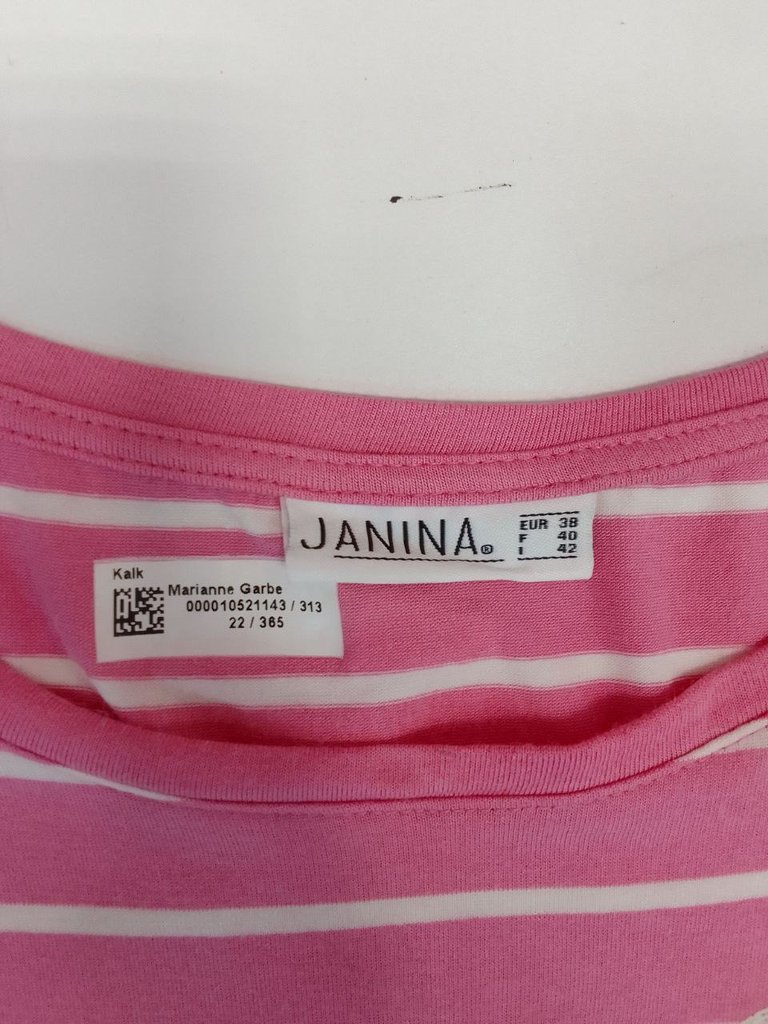 JANINA®
EUR 38
F 40
I 42
Kalk
Marianne Garbe
000010521143 / 313
22 / 365